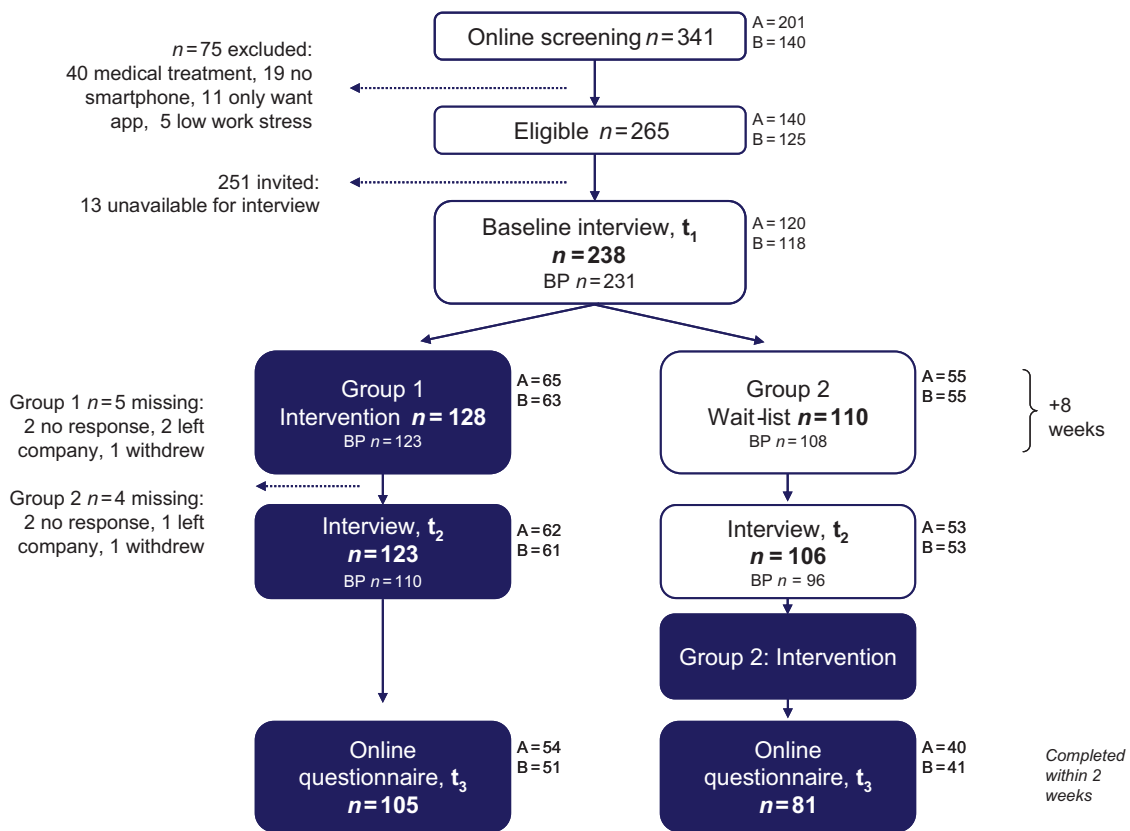 Online screening n=341
A=201
B=140
n=75 excluded:
40 medical treatment, 19 no
smartphone, 11 only want
app, 5 low work stress
Eligible n=265
A=140
B=125
251 invited:
13 unavailable for interview
Baseline interview, t1
n=238
BP n=231
A=120
B=118
Group 1
Intervention n=128
BP n=123
A=65
B=63
Group 2
Wait-list n=110
BP n=108
A=55
B=55
+8
weeks
Group 1 n=5 missing:
2 no response, 2 left
company, 1 withdrew
Group 2 n=4 missing:
2 no response, 1 left
company, 1 withdrew
Interview, t2
n=123
BP n=110
A=62
B=61
Interview, t2
n= 106
BP n= 96
A=53
B=53
Group 2: Intervention
Online
questionnaire, t3
n=105
A=54
B=51
Online
questionnaire, t3
n=81
A=40
B=41
Completed
within 2
weeks